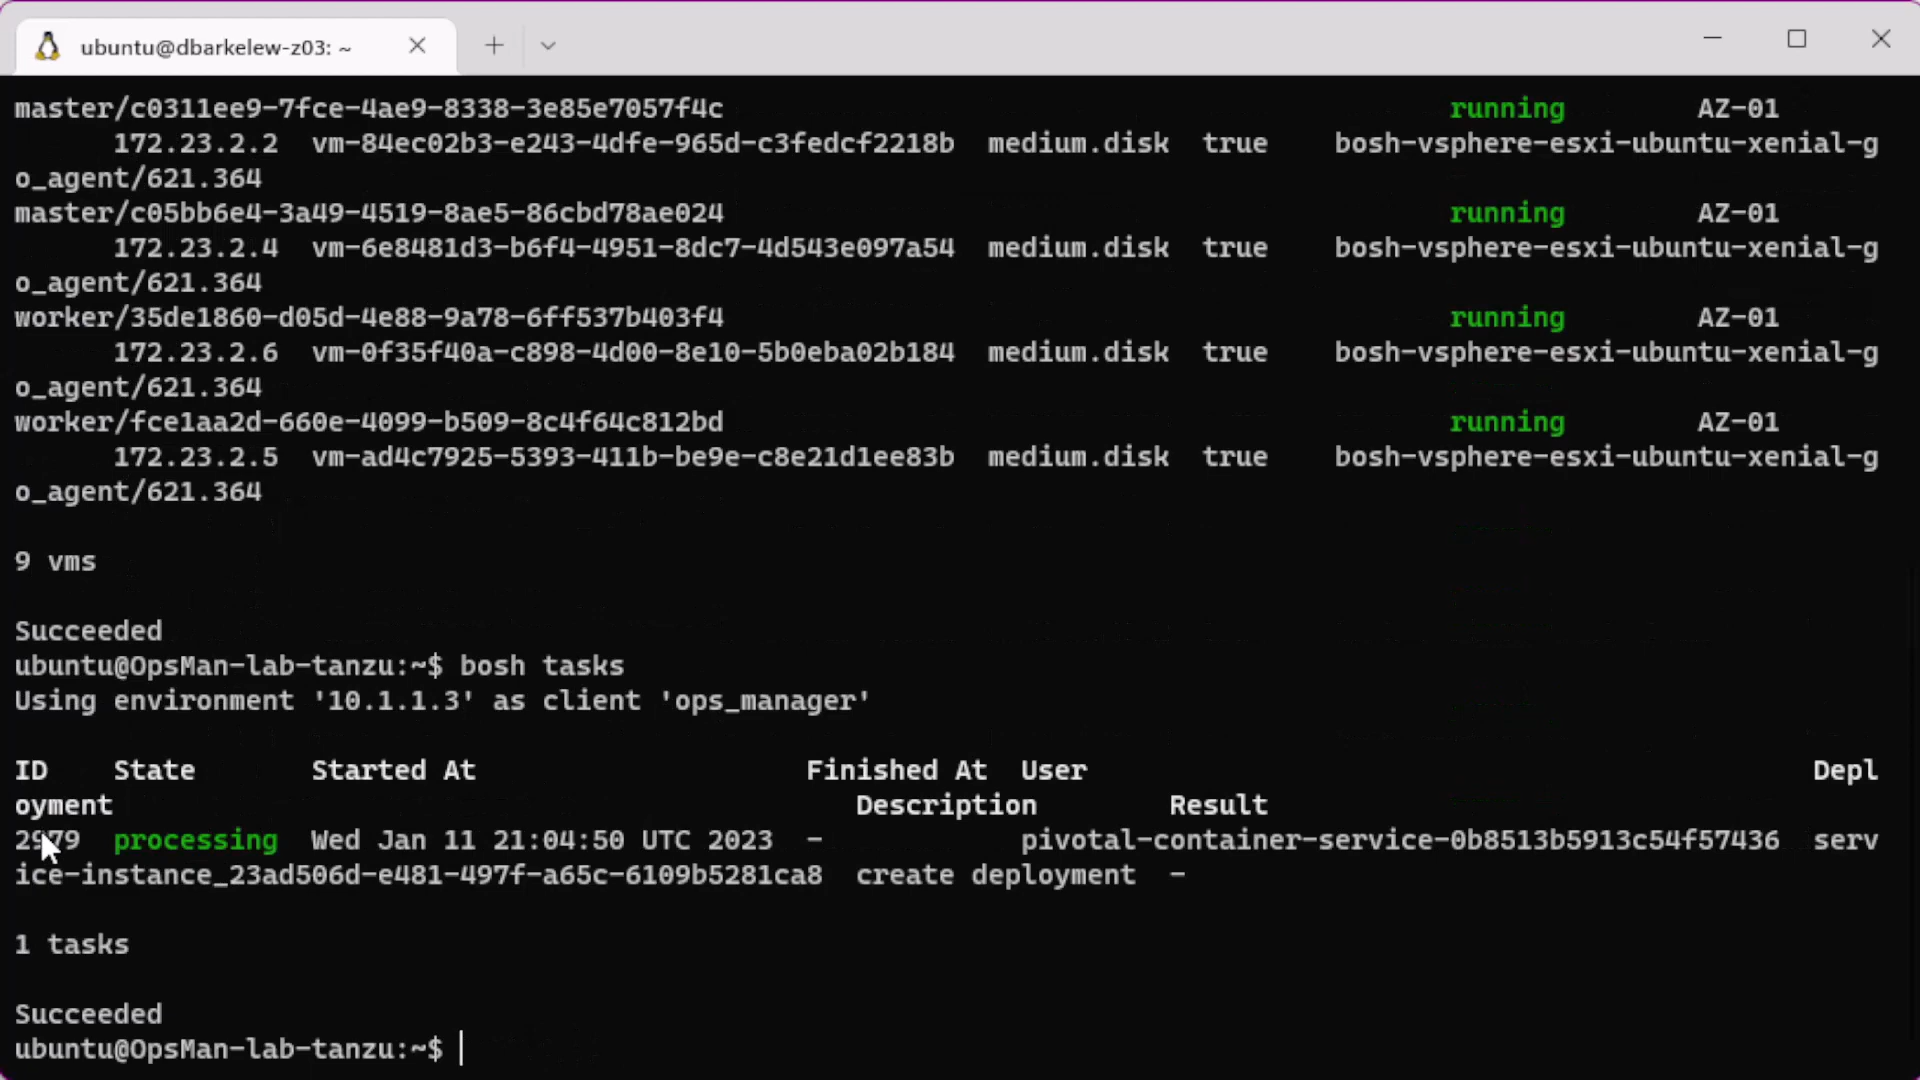 ubuntu@dbarkelew-z03: ~
master/c0311ee9-7fce-4ae9-8338-3e85e7057f4c running AZ-01
172.23.2.2 vm-84ec02b3-e243-4dfe-965d-c3fedcf2218b medium.disk true bosh-vsphere-esxi-ubuntu-xenial-g
o_agent/621.364
master/c05bb6e4-3a49-4519-8ae5-86cbd78ae024 running AZ-01
172.23.2.4 vm-6e8481d3-b6f4-4951-8dc7-4d543e097a54 medium.disk true bosh-vsphere-esxi-ubuntu-xenial-g
o_agent/621.364
worker/35de1860-d05d-4e88-9a78-6ff537b403f4 running AZ-01
172.23.2.6 vm-0f35f40a-c898-4d00-8e10-5b0eba02b184 medium.disk true bosh-vsphere-esxi-ubuntu-xenial-g
o_agent/621.364
worker/fce1aa2d-660e-4099-b509-8c4f64c812bd running AZ-01
172.23.2.5 vm-ad4c7925-5393-411b-be9e-c8e21d1ee83b medium.disk true bosh-vsphere-esxi-ubuntu-xenial-g
o_agent/621.364
9 vms
Succeeded
ubuntu@OpsMan-lab-tanzu:~$ bosh tasks
Using environment '10.1.1.3' as client 'ops_manager'
ID State Started At Finished At User Depl
oyment Description Result
2979 processing Wed Jan 11 21:04:50 UTC 2023 - pivotal-container-service-0b8513b5913c54f57436 serv
ice-instance_23ad506d-e481-497f-a65c-6109b5281ca8 create deployment -
1 tasks
Succeeded
ubuntu@OpsMan-lab-tanzu:~$